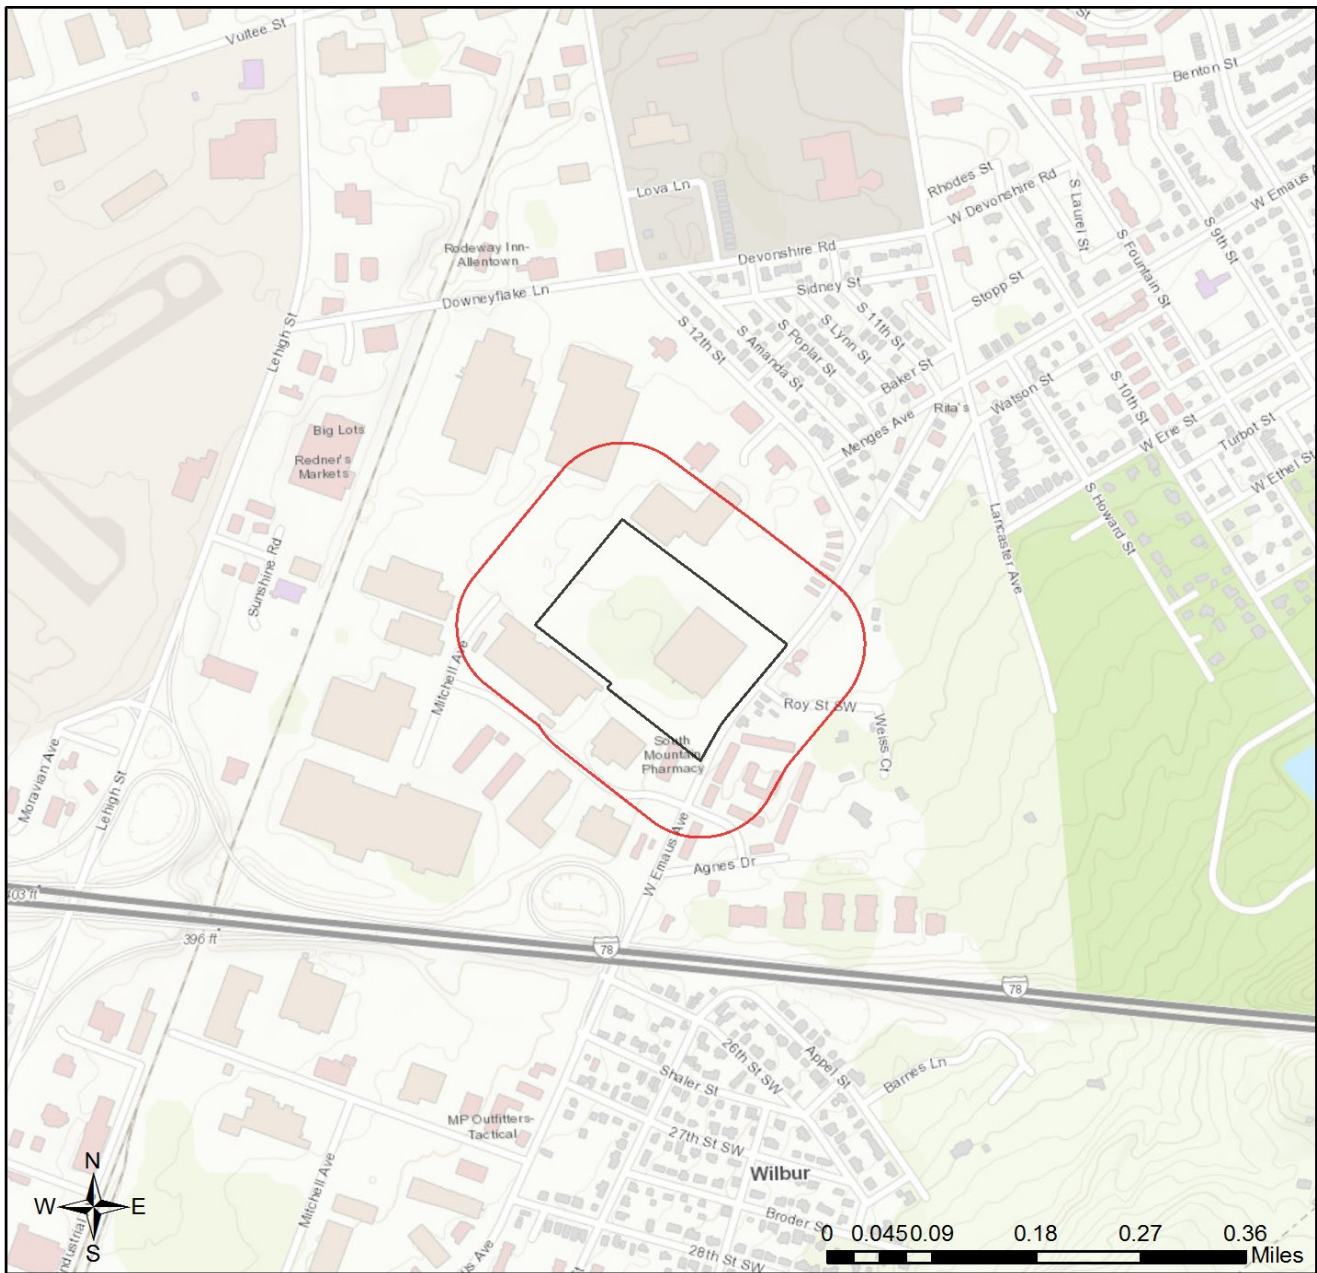 Vultee St
Benton St
Rhodes St
W Devonshire Rd
S Laurel St
S Fountain St
S 9th St
W Emaus A
Lova Ln
Devonshire Rd
Sidney St
Stopp St
Rodeway Inn-
Allentown
Downeyflake Ln
Lehigh St
S 12th St
S Amanda St
S Poplar St
S Lynn St
S 11th St
Baker St
Menges Ave
Rita's
Watson St
S 10th St
W Erie St
Turbot St
W Ethel St
Big Lots
Redner's
Markets
S Howard St
Lancaster Ave
Sunshine Rd
Mitchell Ave
Roy St SW
Weiss Ct
South
Mountain
Pharmacy
Moravian Ave
Lehigh St
W Emaus Ave
Agnes Dr
03 ft
396 ft
78
78
26th St SW
Appel St
Barnes Ln
Shaler St
MP Outfitters-
Tactical
27th St SW
Wilbur
Mitchell Ave
Broder S
28th St SW
us Ave
ndustrial
N
W E
S
0 0.045 0.09 0.18 0.27 0.36
Miles